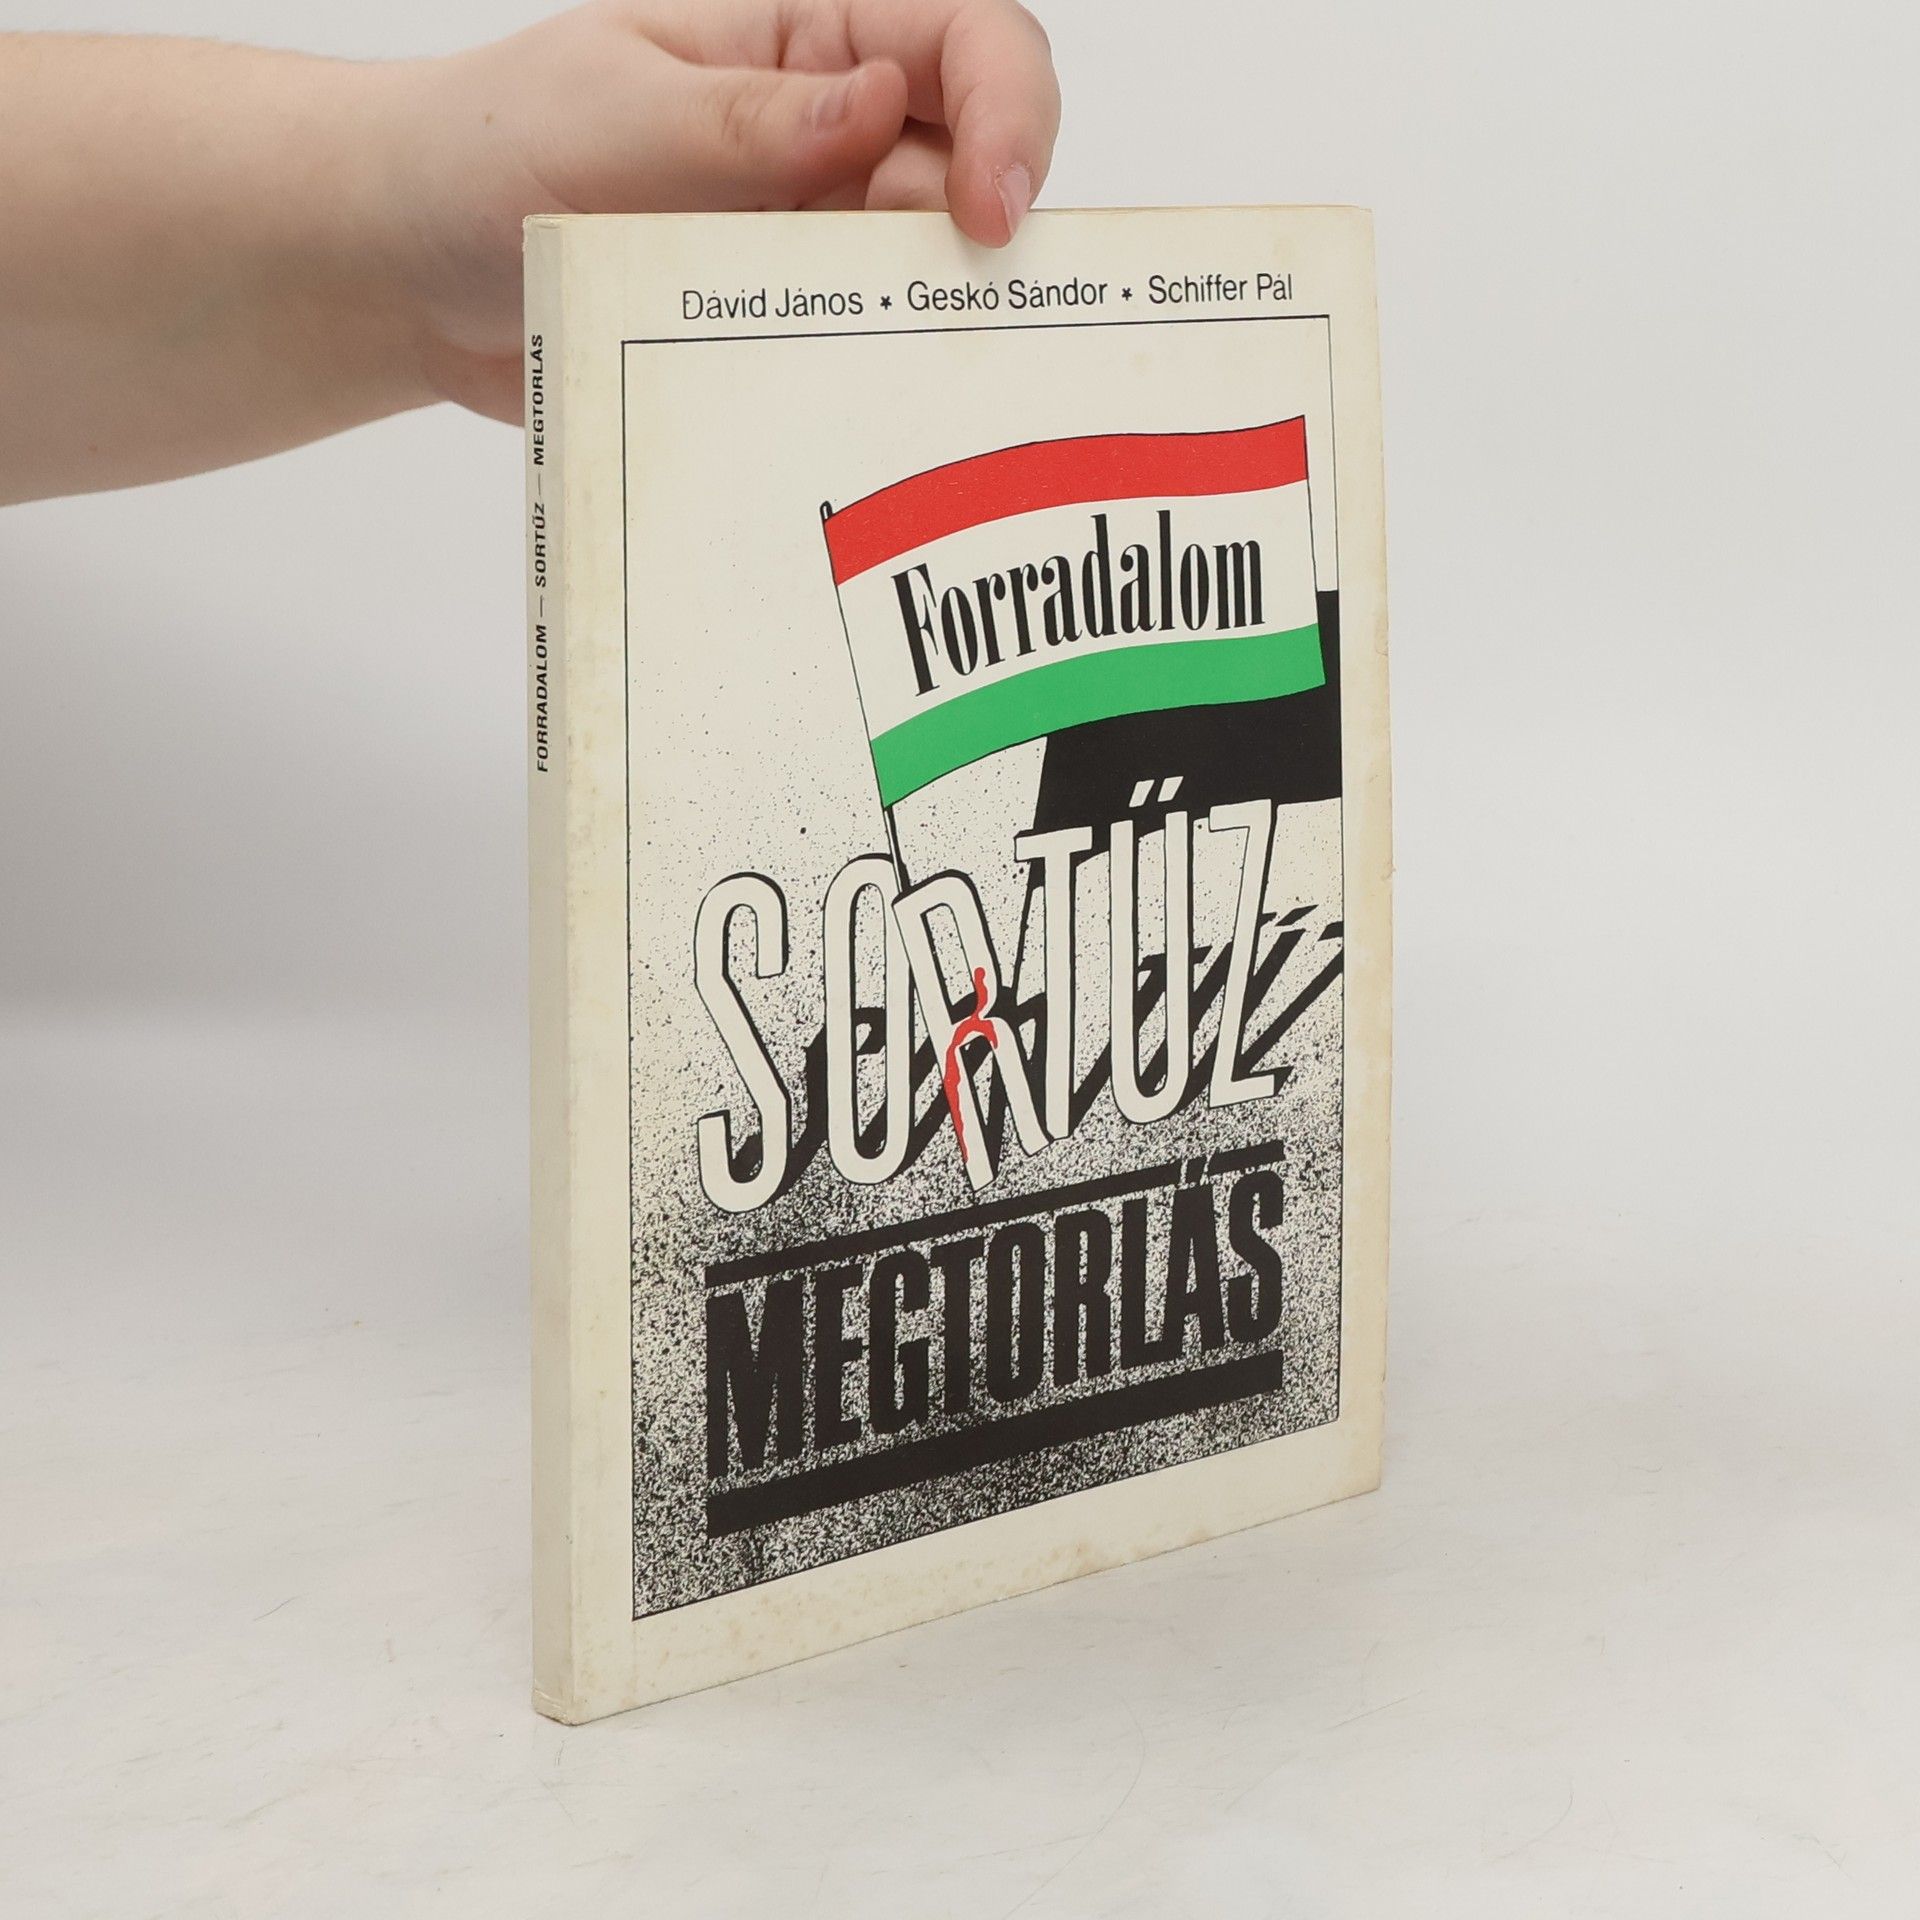 Dávid János * Geskó Sándor * Schiffer Pál
Forradalom
SORTŰZ
MEGTORLÁS
FORRADALOM — SORTŰZ — MEGTORLÁS